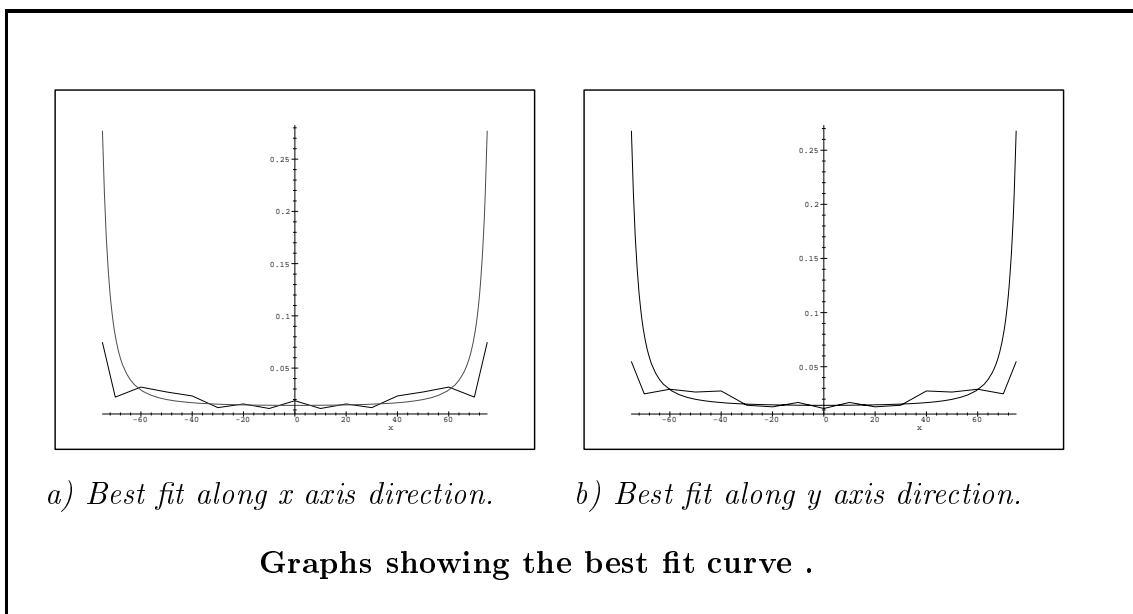 0.25
0.2
0.15
0.1
0.05
-60 -40 -20 0 20 40 60
x
0.25
0.2
0.15
0.1
0.05
-60 -40 -20 0 20 40 60
x
a) Best fit along x axis direction.
b) Best fit along y axis direction.
Graphs showing the best fit curve .